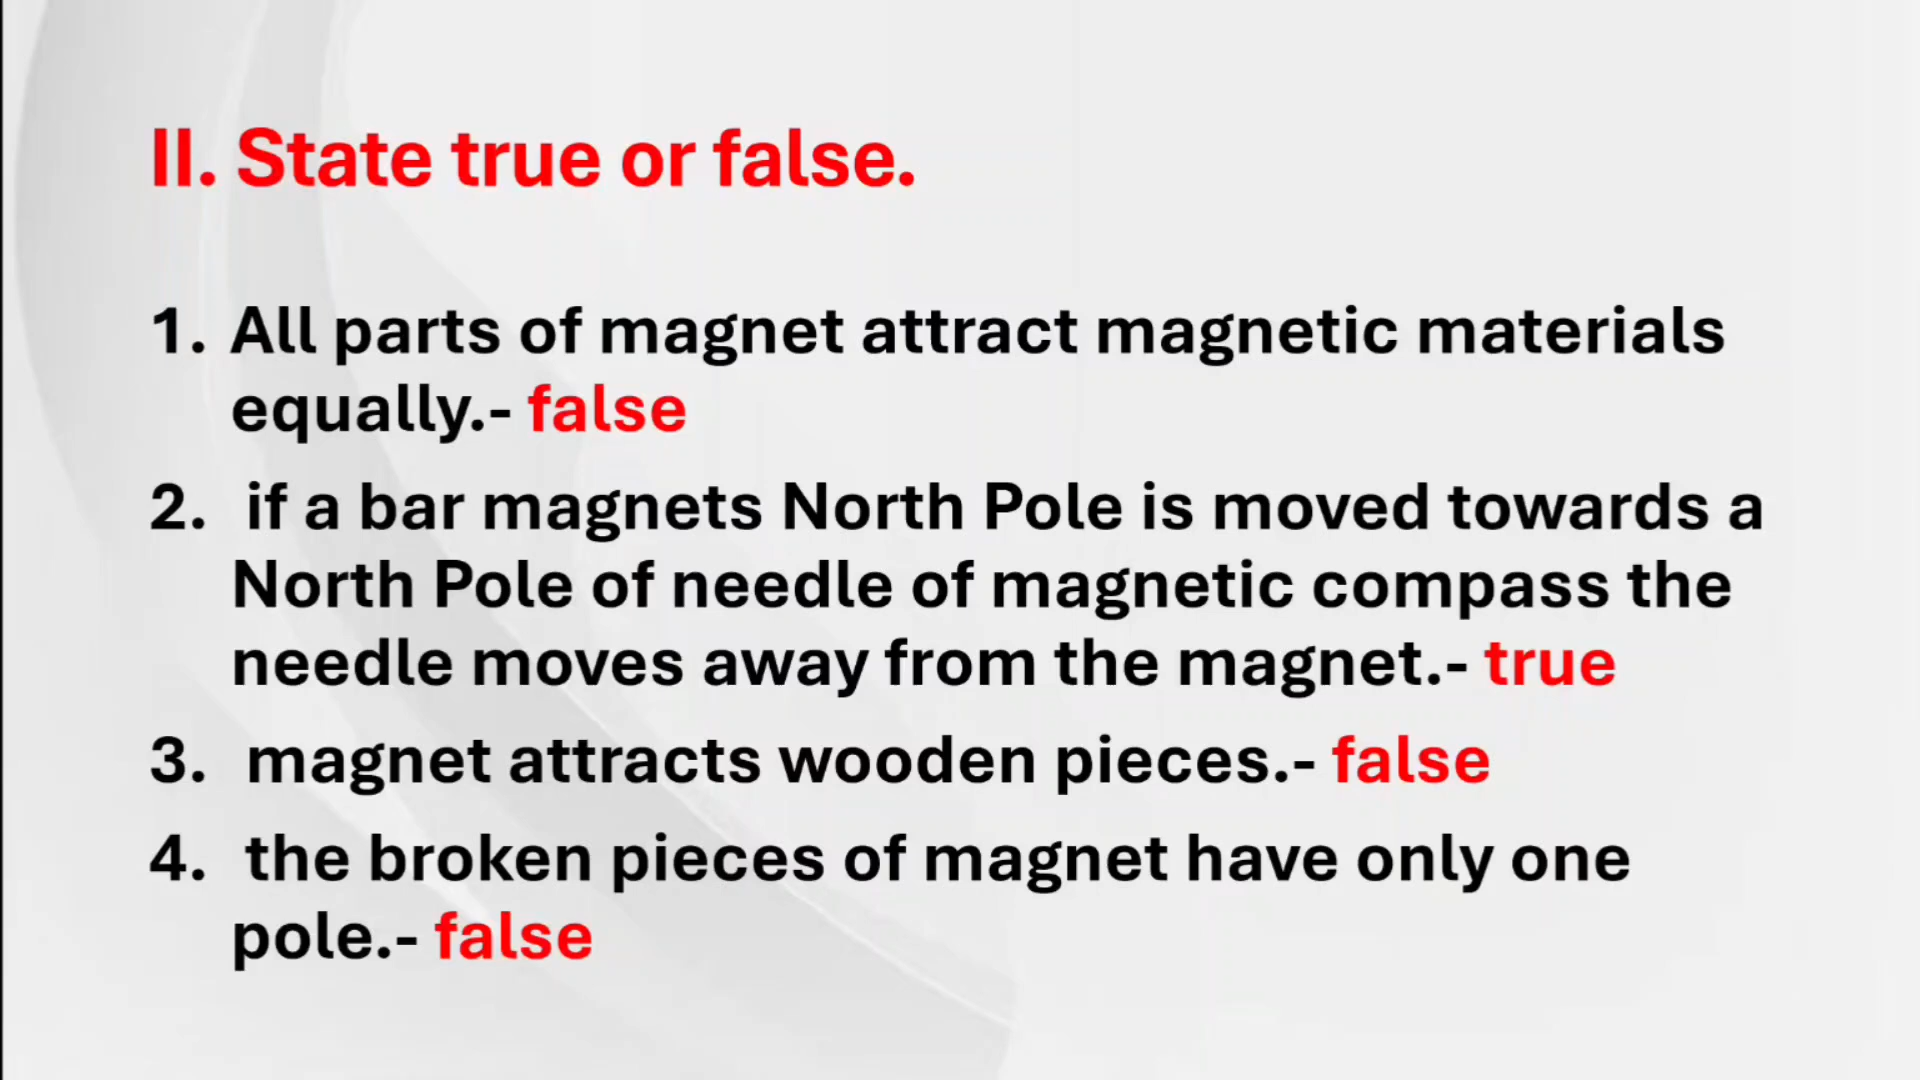 II. State true or false.
1. All parts of magnet attract magnetic materials
equally.- false
2. if a bar magnets North Pole is moved towards a
North Pole of needle of magnetic compass the
needle moves away from the magnet.- true
3. magnet attracts wooden pieces.- false
4. the broken pieces of magnet have only one
pole.- false